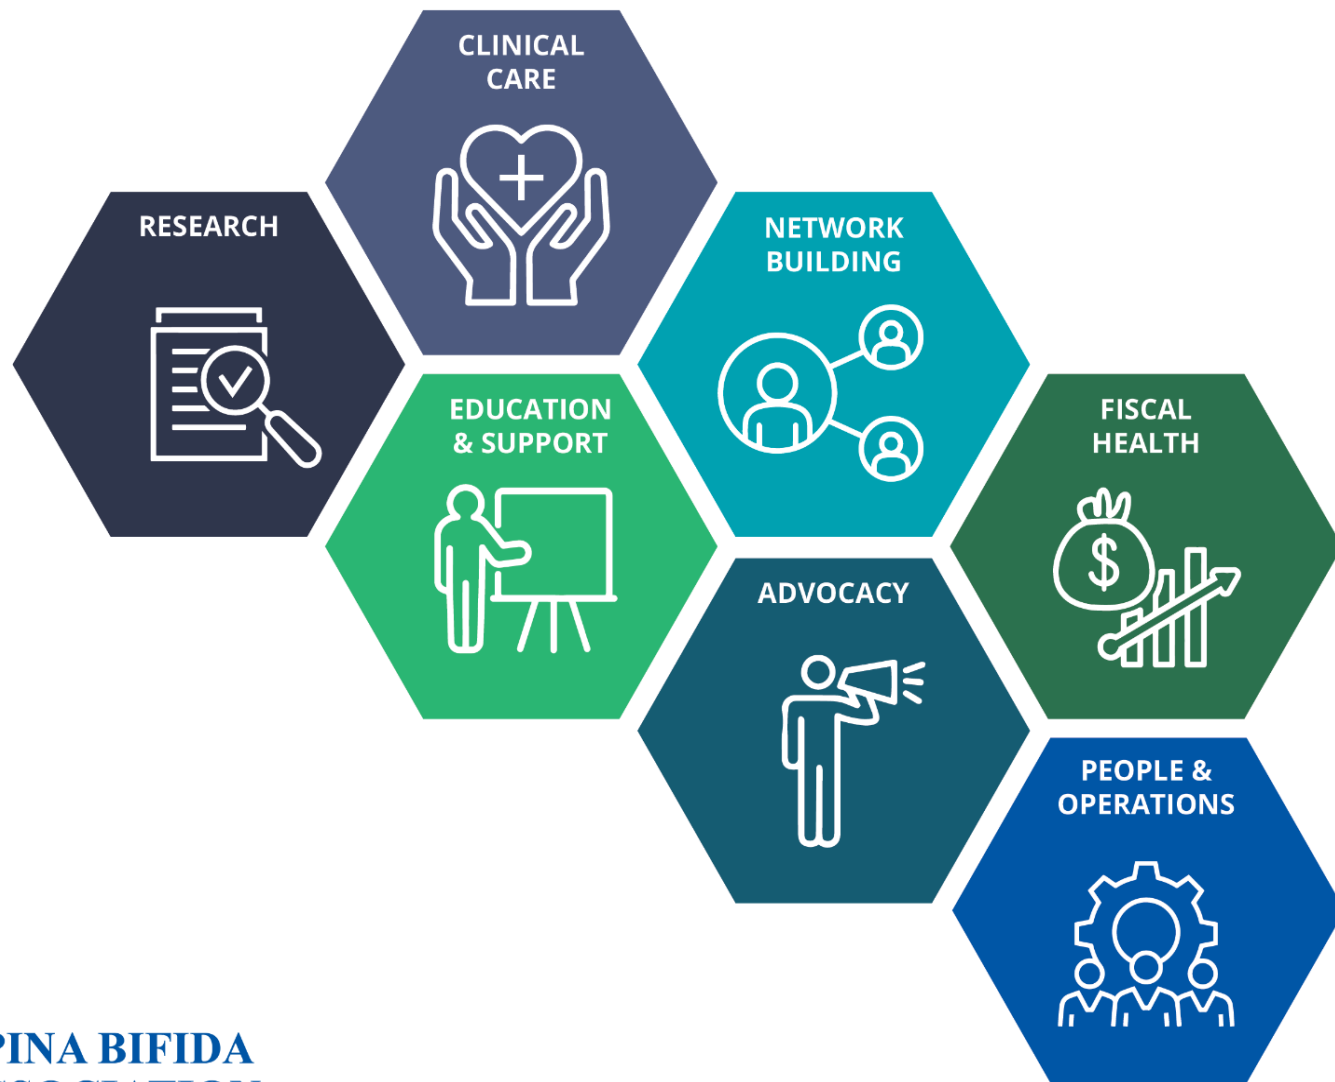 CLINICAL
CARE
RESEARCH
NETWORK
BUILDING
EDUCATION
& SUPPORT
FISCAL
HEALTH
$
ADVOCACY
PEOPLE &
OPERATIONS
PINA BIFIDA